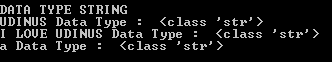 DATA TYPE STRING
UDINUS Data Type :  <class 'str'>
I LOVE UDINUS Data Type :  <class 'str'>
a Data Type :  <class 'str'>